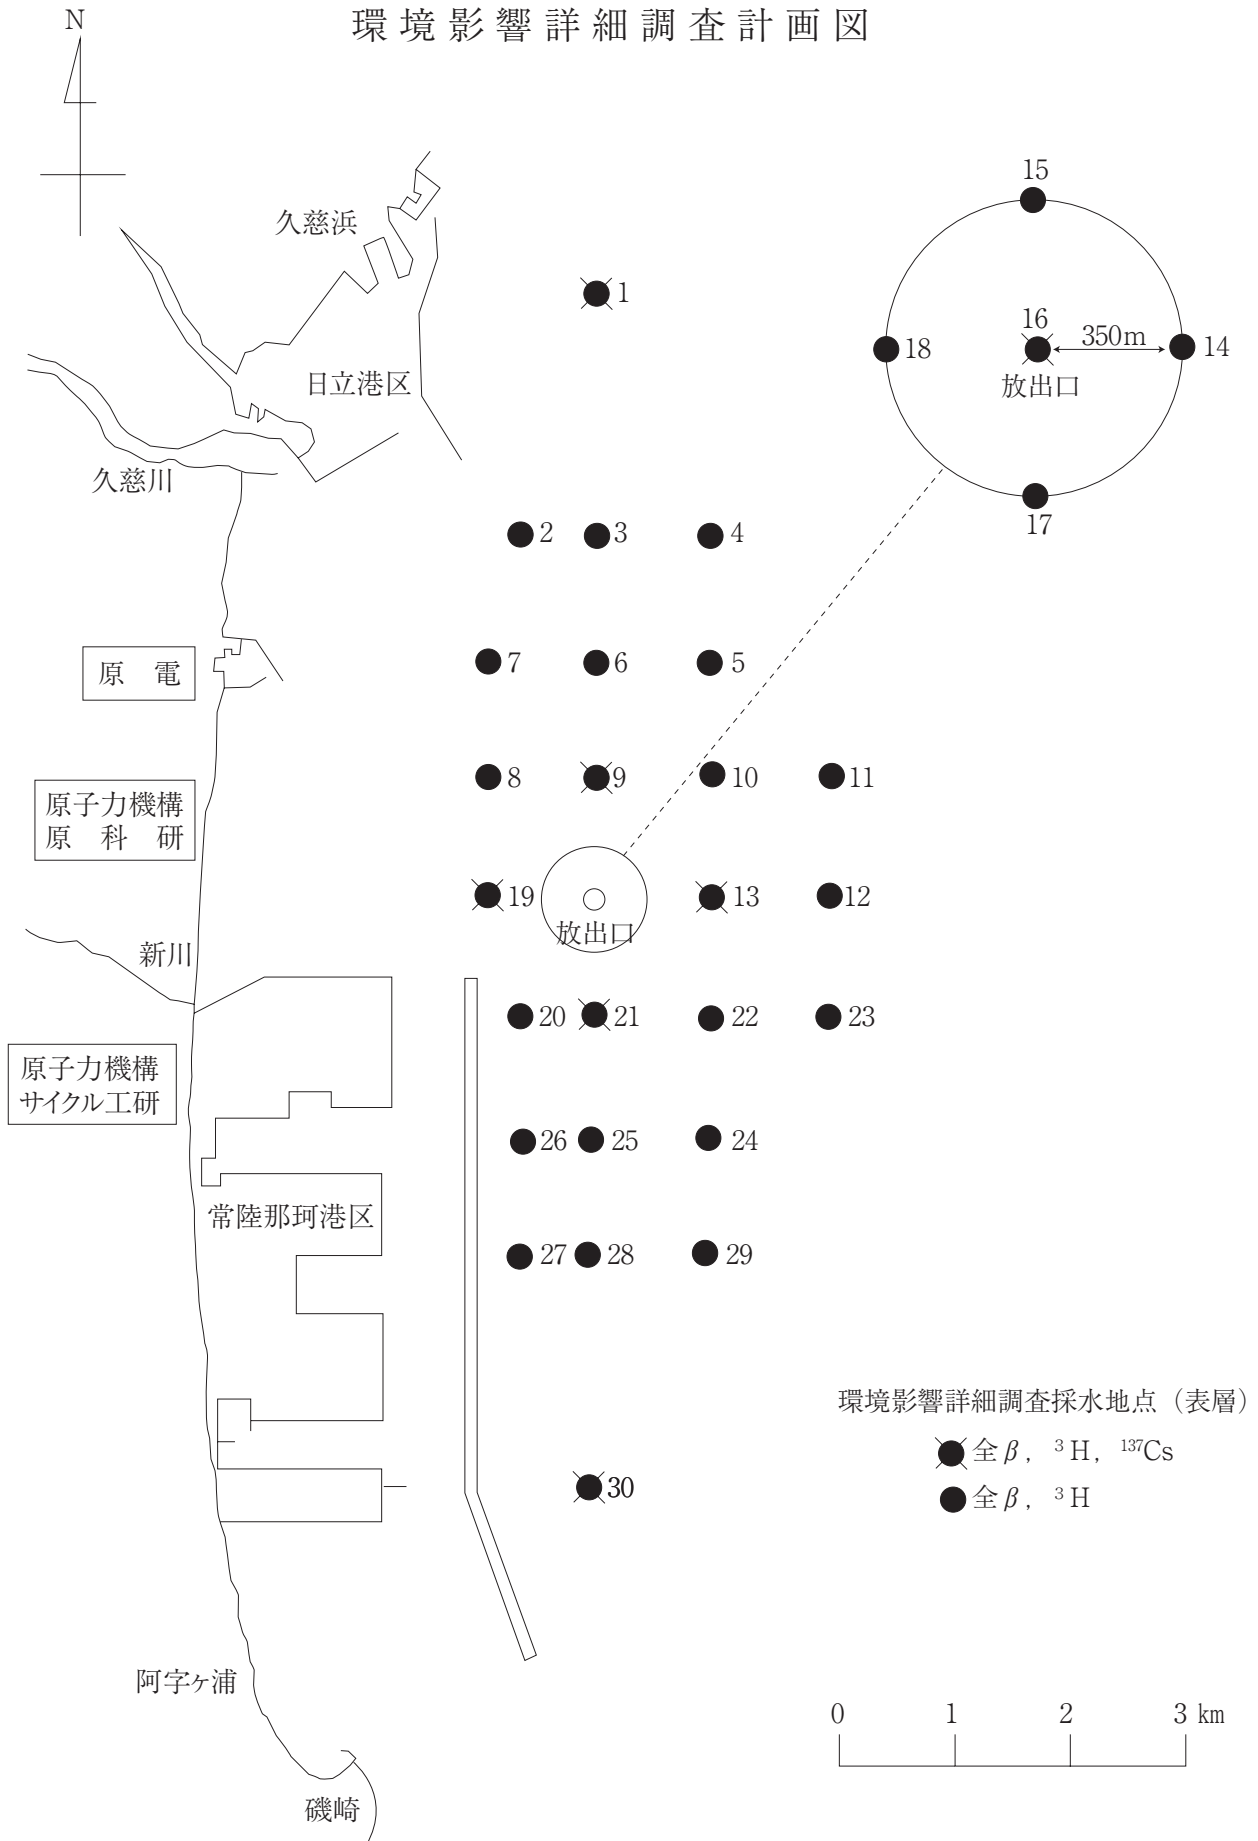 環境影響詳細調査計画図
N
久慈浜
日立港区
久慈川
15
16
350m
14
18
放出口
17
1
2
3
4
原 電
7
6
5
原子力機構
原 科 研
8
9
10
11
19
放出口
13
12
新川
20
21
22
23
原子力機構
サイクル工研
26
25
24
常陸那珂港区
27
28
29
30
環境影響詳細調査採水地点（表層）
全β, ³H, ¹³⁷Cs
全β, ³H
阿字ヶ浦
磯崎
0 1 2 3 km